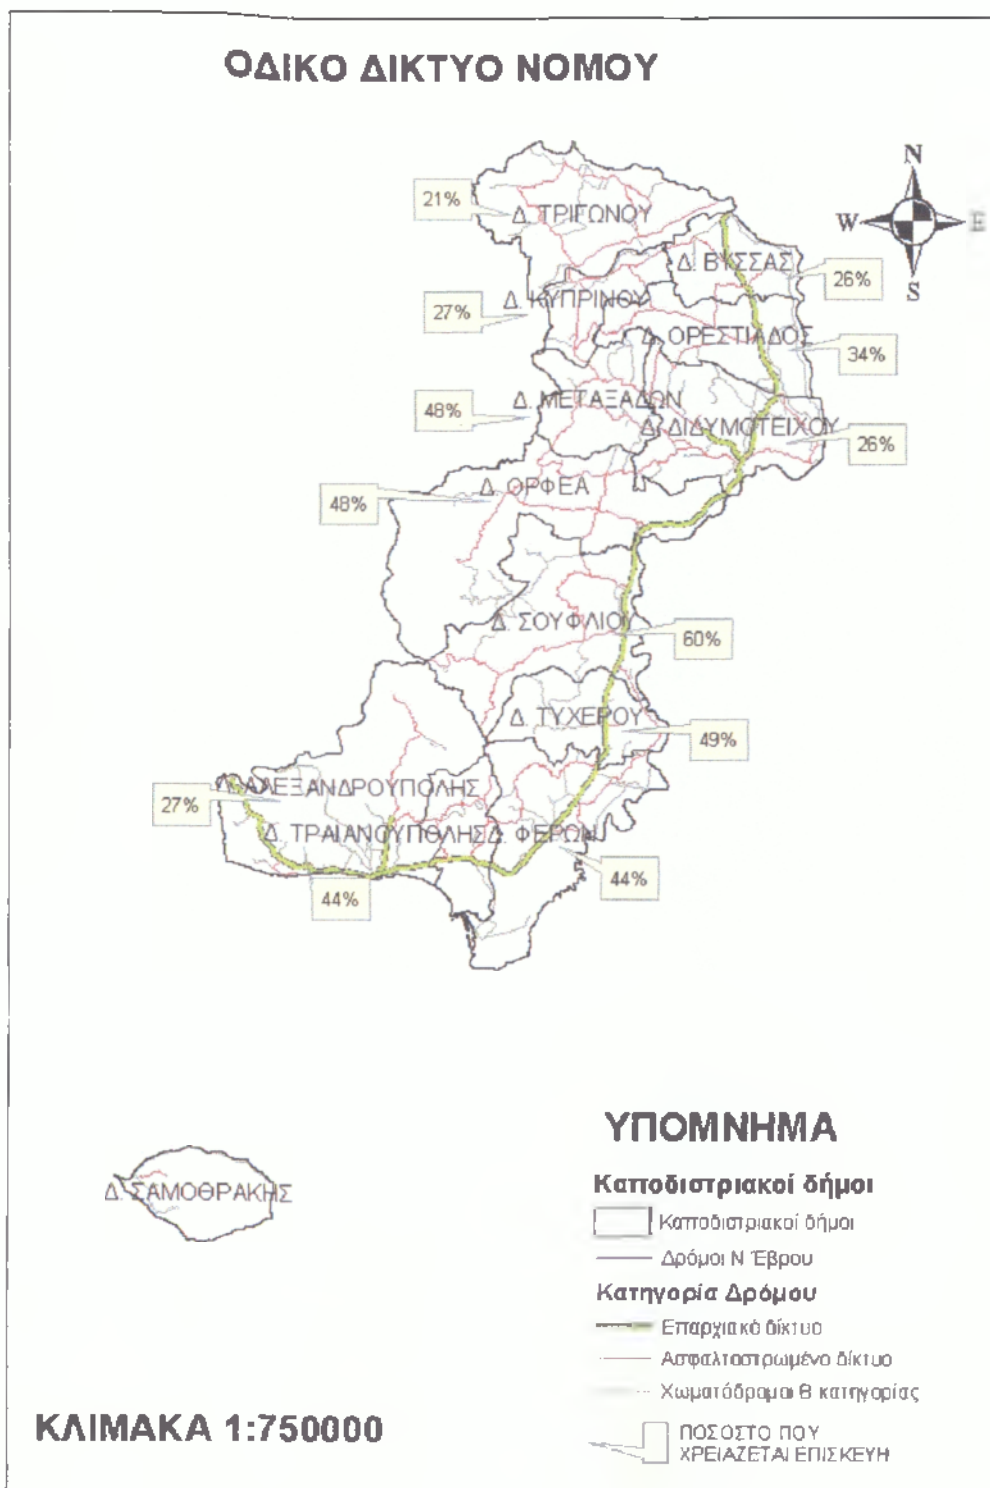 ΟΔΙΚΟ ΔΙΚΤΥΟ ΝΟΜΟΥ
N
W
E
S
21%
Δ. ΤΡΙΓΩΝΟΥ
Δ. ΒΥΣΣΑΣ
26%
Δ. ΚΥΠΡΙΝΟΥ
27%
Δ. ΟΡΕΣΤΙΑΔΟΣ
34%
Δ. ΜΕΤΑΞΑΔΩΝ
48%
Δ. ΔΙΔΥΜΟΤΕΙΧΟΥ
26%
Δ. ΟΡΦΕΑ
48%
Δ. ΣΟΥΦΛΙΟΥ
60%
Δ. ΤΥΧΕΡΟΥ
49%
Δ. ΑΛΕΞΑΝΔΡΟΥΠΟΛΗΣ
27%
Δ. ΤΡΑΙΑΝΟΥΠΟΛΗΣ
Δ. ΦΕΡΩΝ
44%
44%
Δ. ΣΑΜΟΘΡΑΚΗΣ
ΥΠΟΜΝΗΜΑ
Καποδιστριακοί δήμοι
Καποδιστριακοί δήμοι
Δρόμοι Ν Έβρου
Κατηγορία Δρόμου
Επαρχιακό δίκτυο
Ασφαλτοστρωμένο δίκτυο
Χωματόδρομοι Β κατηγορίας
ΠΟΣΟΣΤΟ ΠΟΥ
ΧΡΕΙΑΖΕΤΑΙ ΕΠΙΣΚΕΥΗ
ΚΛΙΜΑΚΑ 1:750000